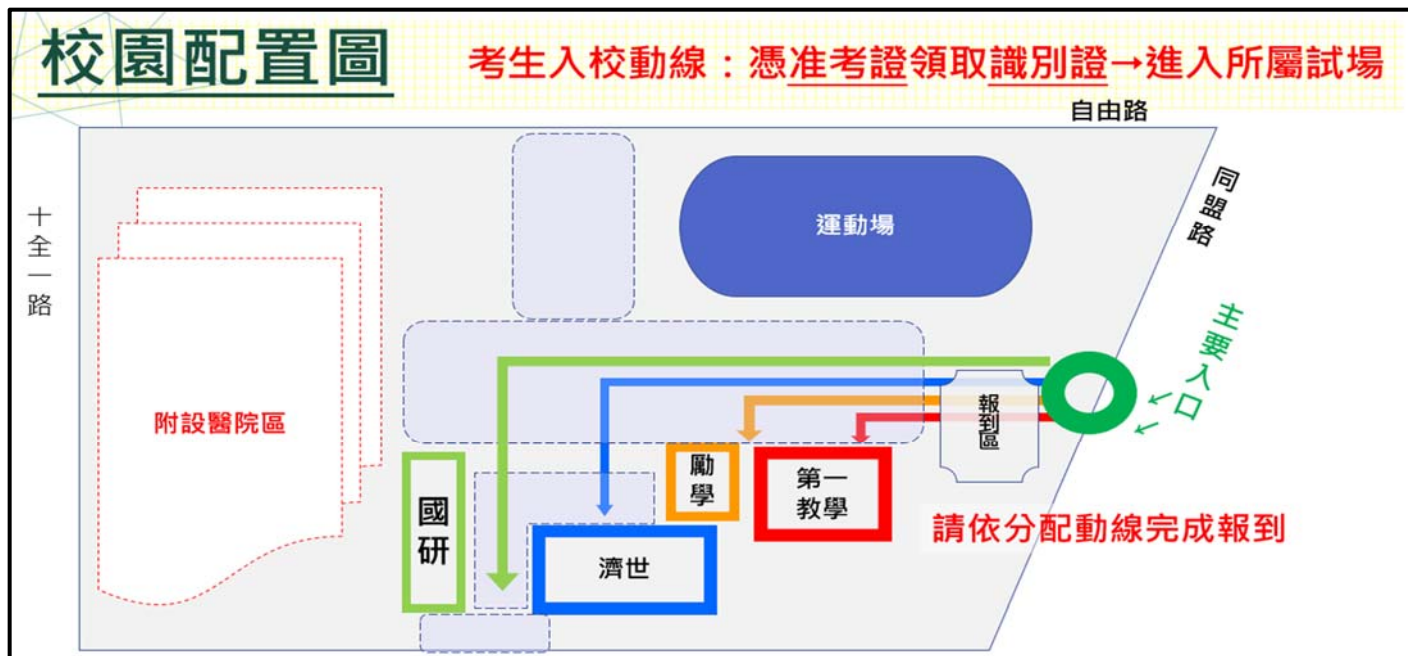 校園配置圖
考生入校動線：憑准考證領取識別證→進入所屬試場
自由路
同盟路
十全一路
運動場
主要入口
附設醫院區
報到區
勵學
第一教學
國研
濟世
請依分配動線完成報到